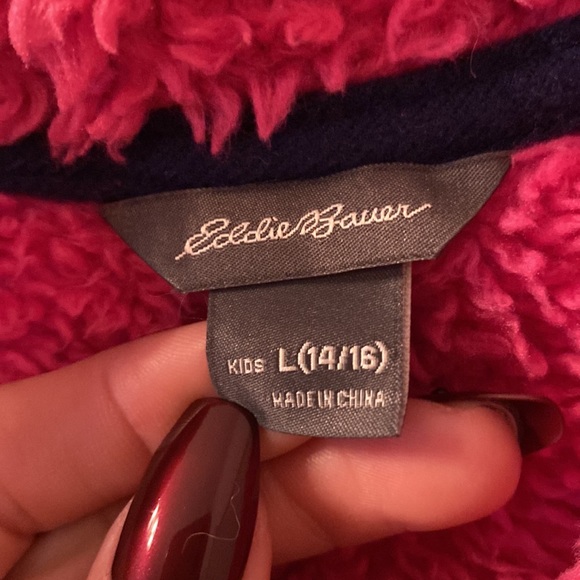 Eddie Bauer
KIDS L(14/16)
MADE IN CHINA